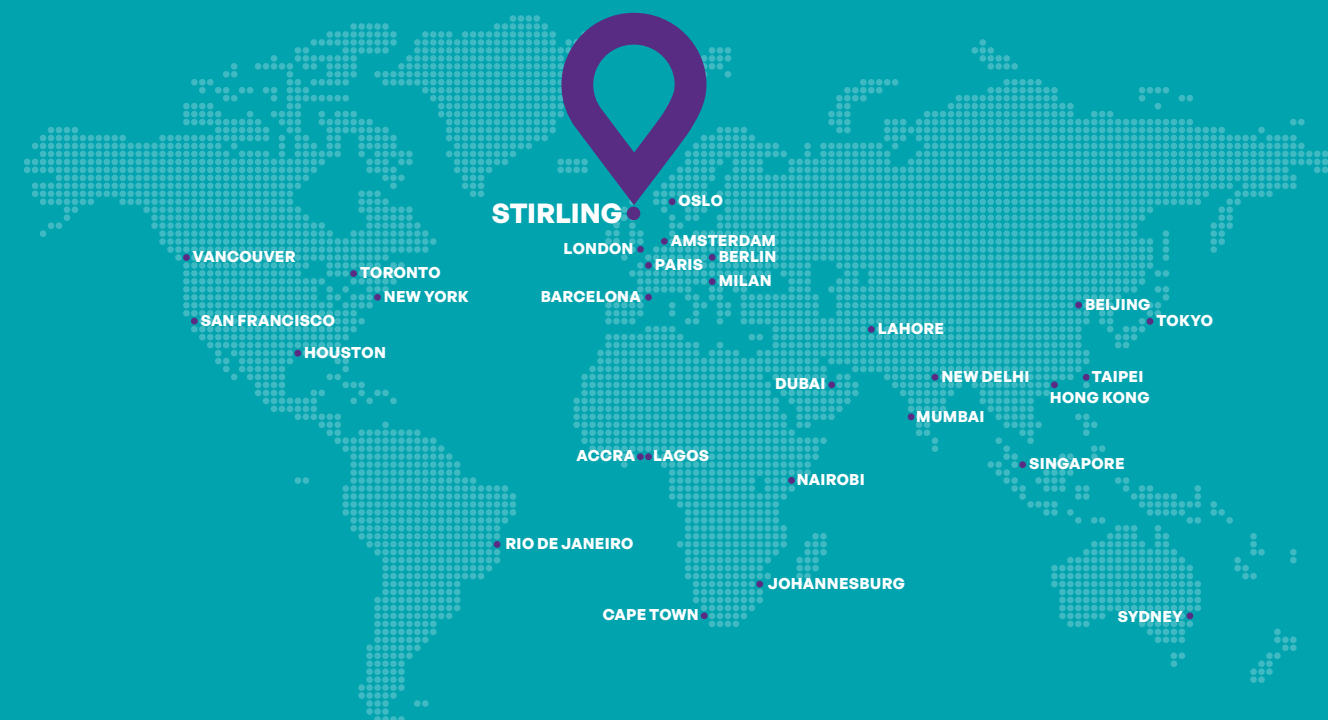 OSLO
STIRLING
AMSTERDAM
LONDON
VANCOUVER
BERLIN
PARIS
TORONTO
MILAN
NEW YORK
BARCELONA
BEIJING
SAN FRANCISCO
TOKYO
LAHORE
HOUSTON
NEW DELHI
TAIPEI
DUBAI
HONG KONG
MUMBAI
ACCRA
LAGOS
SINGAPORE
NAIROBI
RIO DE JANEIRO
JOHANNESBURG
CAPE TOWN
SYDNEY